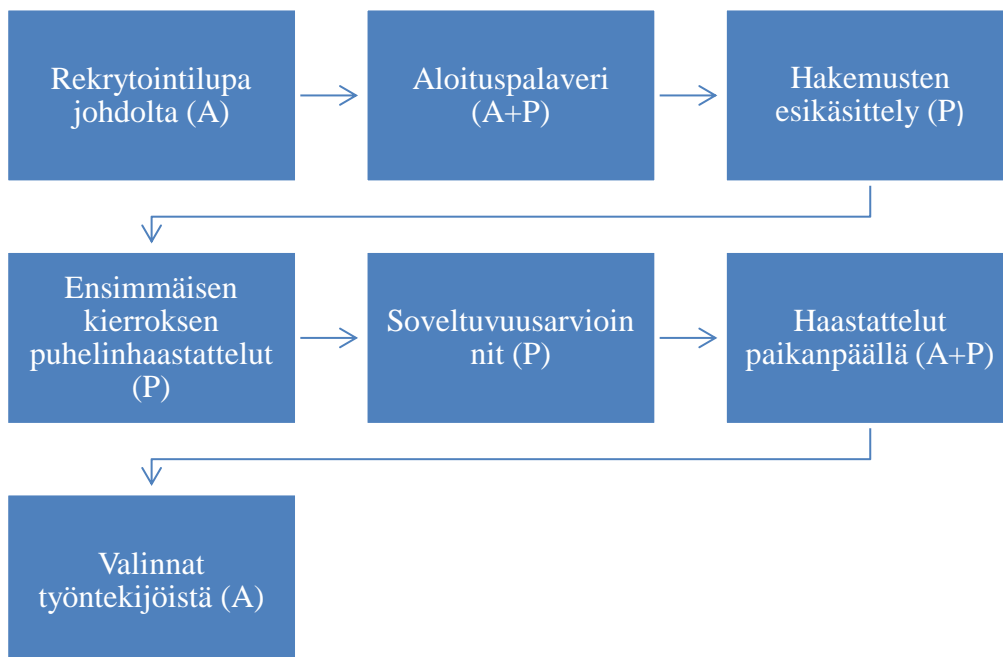 Rekrytointilupa
johdolta (A)
Aloituspalaveri
(A+P)
Hakemusten
esikäsittely (P)
Ensimmäisen
kierroksen
puhelinhaastattelut
(P)
Soveltuvuusarvioin
nit (P)
Haastattelut
paikanpäällä (A+P)
Valinnat
työntekijöistä (A)